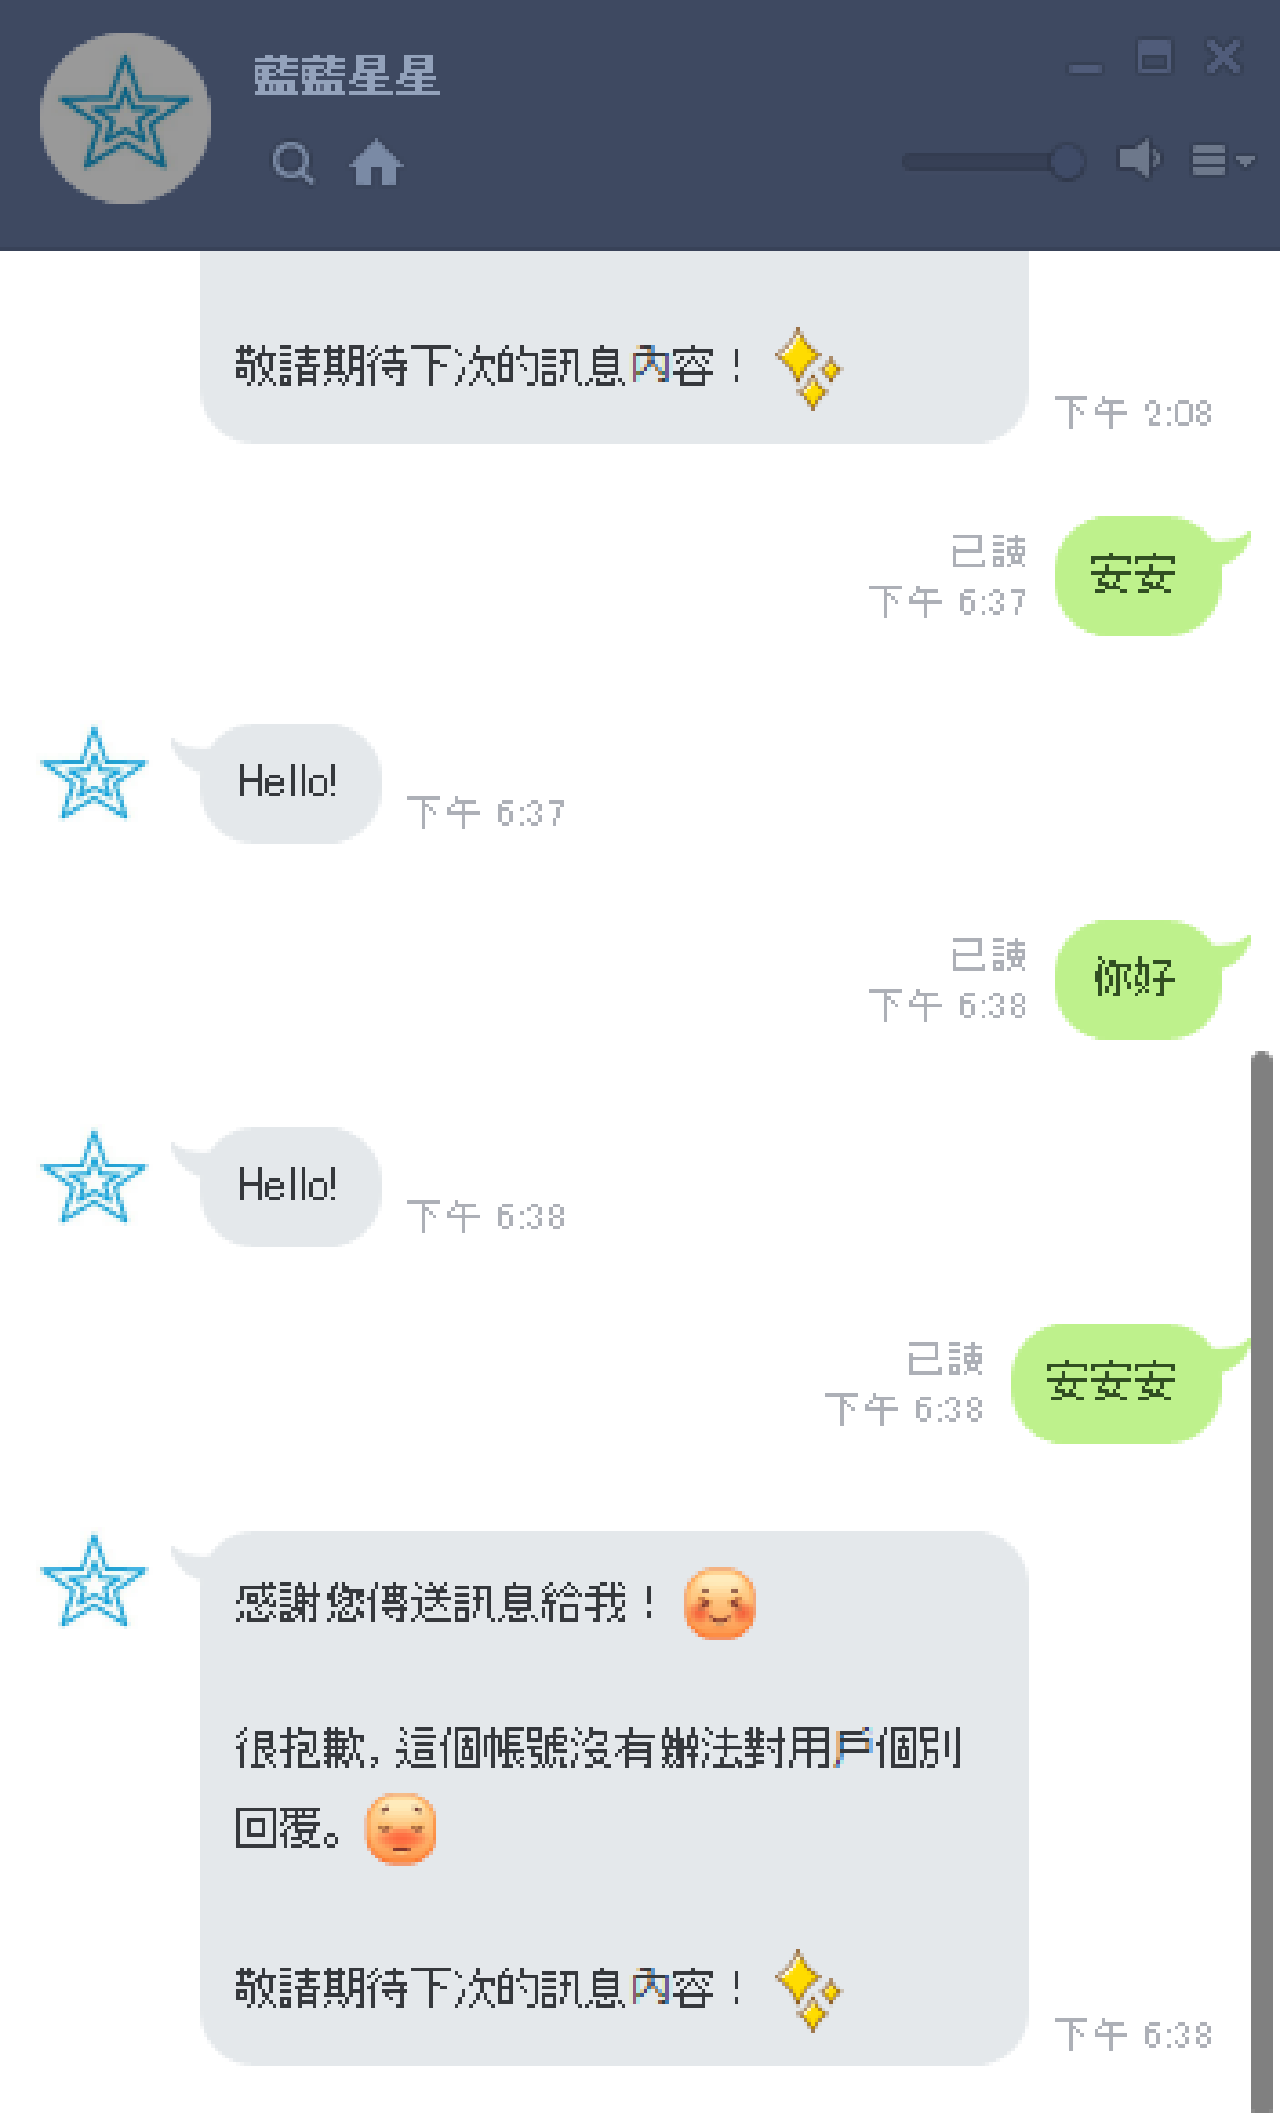 藍藍星星
敬請期待下次的訊息內容！
下午 2:08
已讀
下午 6:37
安安
Hello!
下午 6:37
已讀
下午 6:38
你好
Hello!
下午 6:38
已讀
下午 6:38
安安安
感謝您傳送訊息給我！
很抱歉，這個帳號沒有辦法對用戶個別
回覆。
敬請期待下次的訊息內容！
下午 6:38